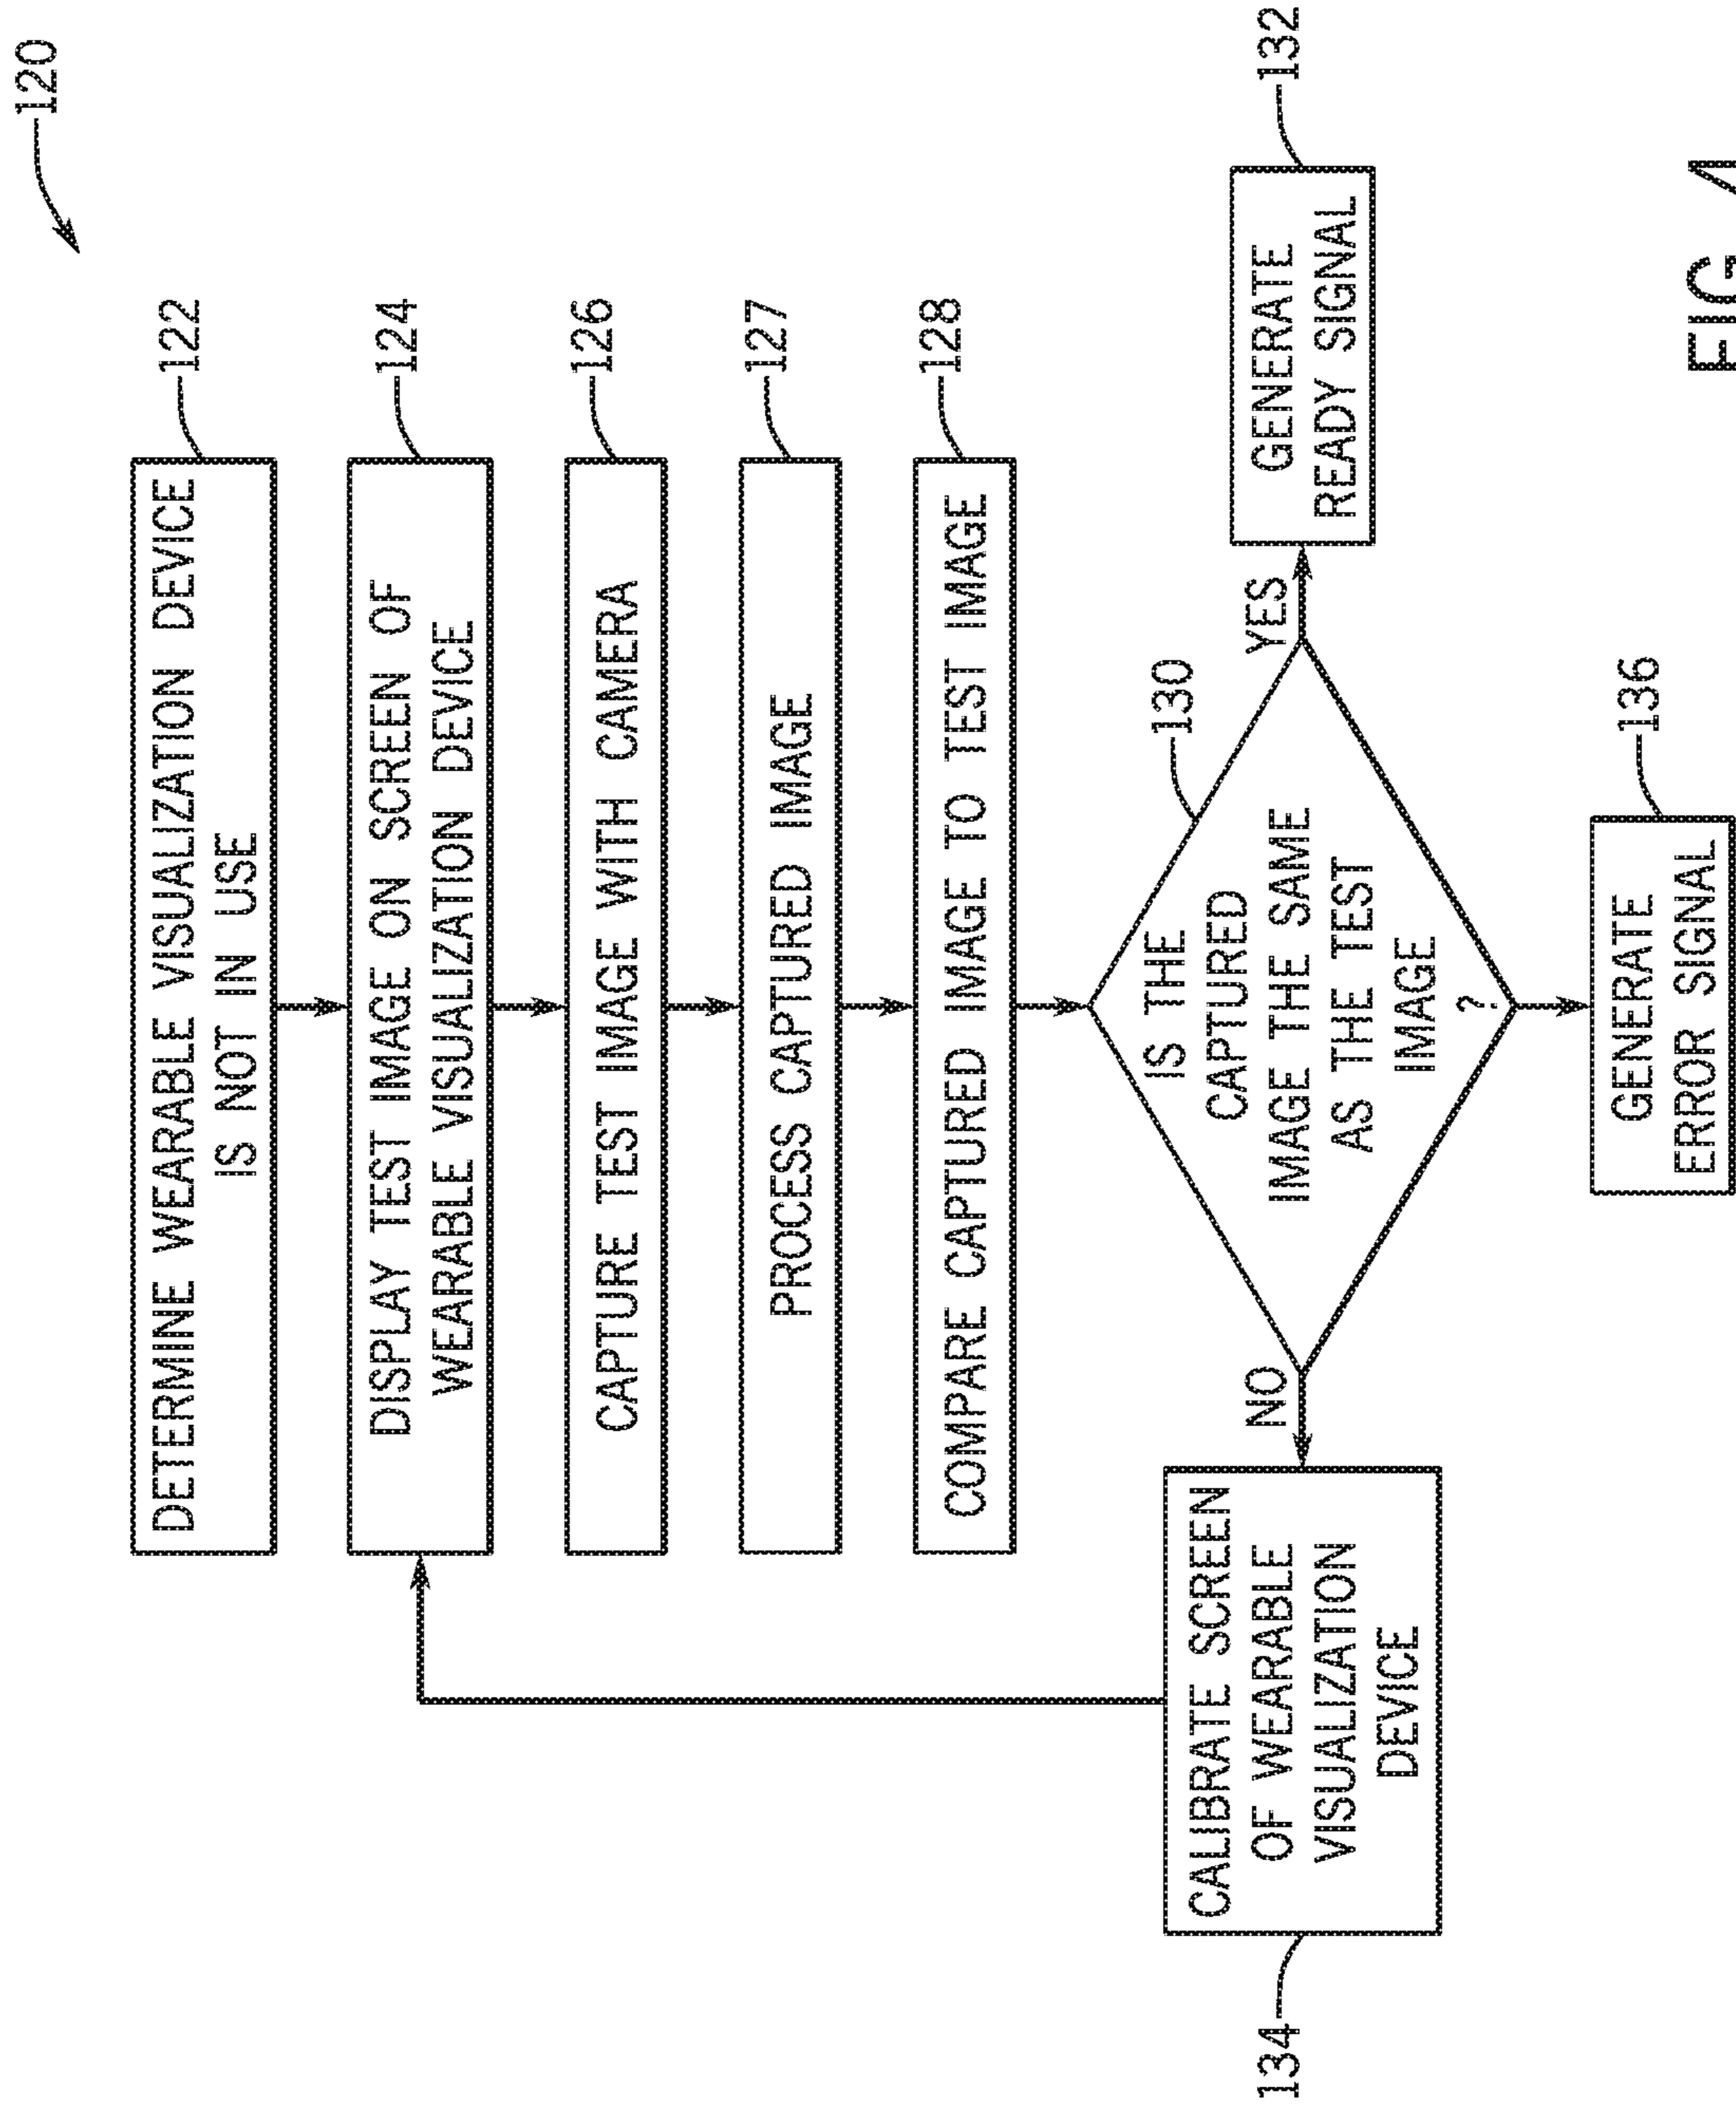 120
DETERMINE WEARABLE VISUALIZATION DEVICE
IS NOT IN USE
122
DISPLAY TEST IMAGE ON SCREEN OF
WEARABLE VISUALIZATION DEVICE
124
CAPTURE TEST IMAGE WITH CAMERA
126
PROCESS CAPTURED IMAGE
127
COMPARE CAPTURED IMAGE TO TEST IMAGE
128
IS THE
CAPTURED
IMAGE THE SAME
AS THE TEST
IMAGE
?
130
YES
GENERATE
READY SIGNAL
132
NO
CALIBRATE SCREEN
OF WEARABLE
VISUALIZATION
DEVICE
134
GENERATE
ERROR SIGNAL
136
FIG. 4